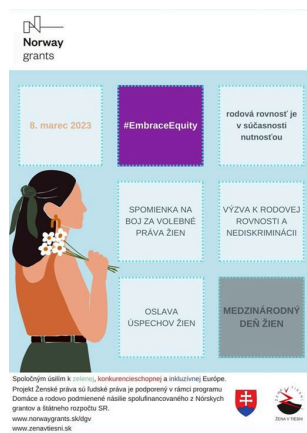 Norway
grants
8. marec 2023
#EmbraceEquity
rodová rovnosť je
v súčasnosti
nutnosťou
SPOMIENKA NA
BOJ ZA VOLEBNÉ
PRÁVA ŽIEN
VÝZVA K RODOVEJ
ROVNOSTI A
NEDISKRIMINÁCII
OSLAVA
ÚSPECHOV ŽIEN
MEDZINÁRODNÝ
DEŇ ŽIEN
Spoločným úsilím k zelenej, konkurencieschopnej a inkluzívnej Európe.
Projekt Ženské práva sú ľudské práva je podporený v rámci programu
Domáce a rodovo podmienené násilie spolufinancovaného z Nórskych
grantov a štátneho rozpočtu SR.
www.norwaygrants.sk/dgv
www.zenavtiesni.sk
ŽENA V TIESNI